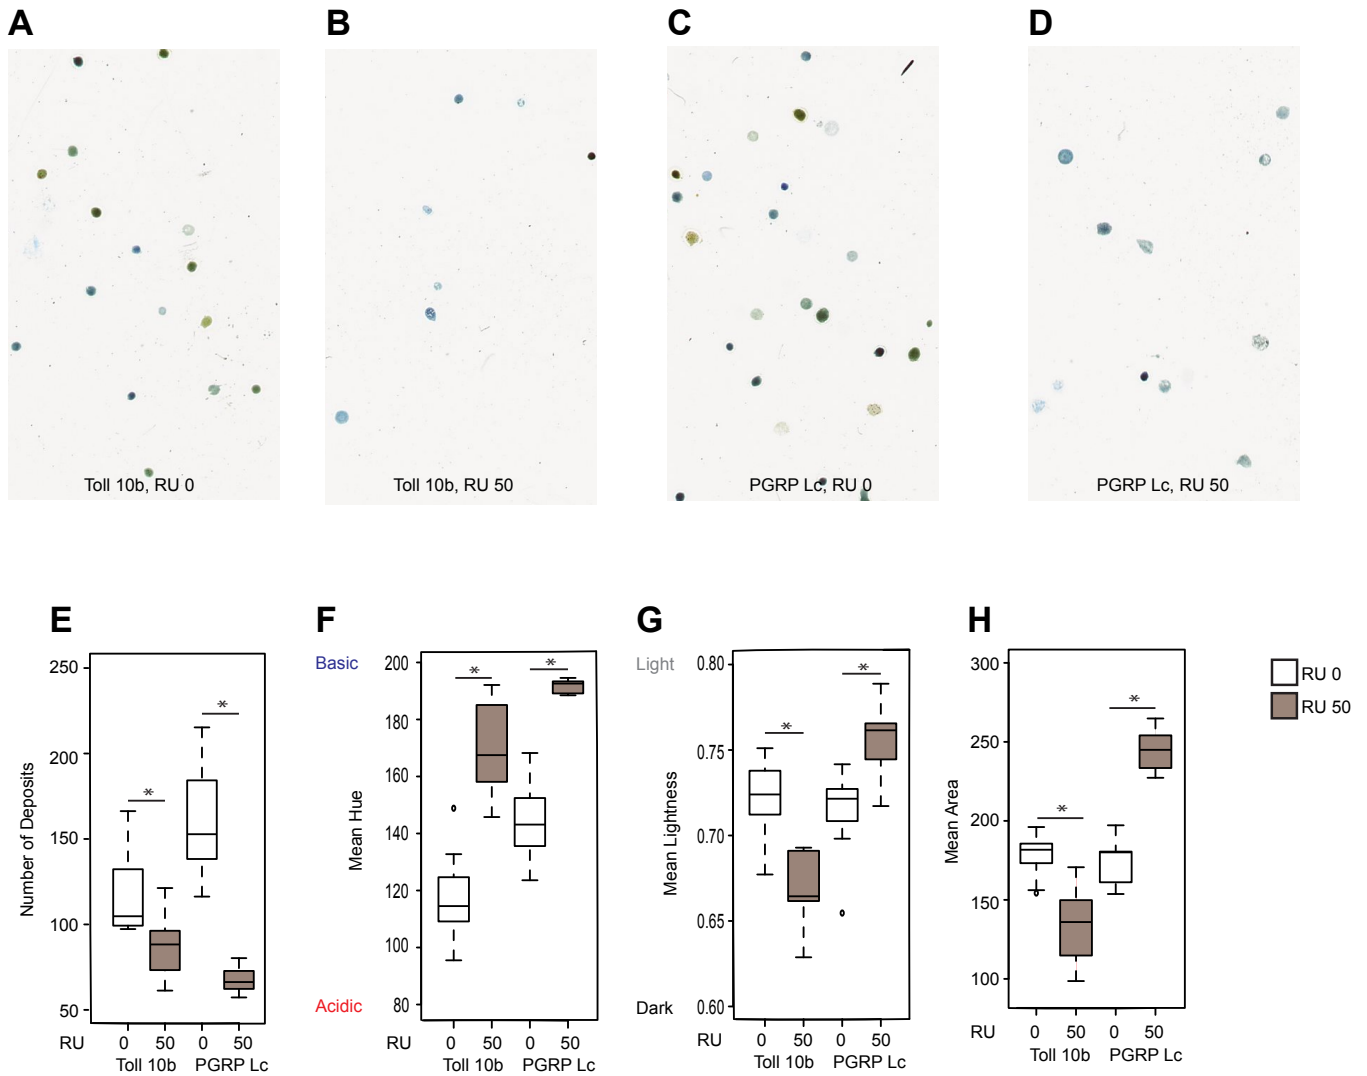 A
B
C
D
Toll 10b, RU 0
Toll 10b, RU 50
PGRP Lc, RU 0
PGRP Lc, RU 50
E
Number of Deposits
250
200
150
100
50
*
*
RU 0 50 0 50
Toll 10b PGRP Lc
F
Basic
Acidic
Mean Hue
200
180
160
140
120
100
80
*
*
0 50 0 50
RU
Toll 10b PGRP Lc
G
Light
Dark
Mean Lightness
0.80
0.75
0.70
0.65
0.60
*
*
RU 0 50 0 50
Toll 10b PGRP Lc
H
Mean Area
300
250
200
150
100
*
*
RU 0 50 0 50
Toll 10b PGRP Lc
RU 0
RU 50